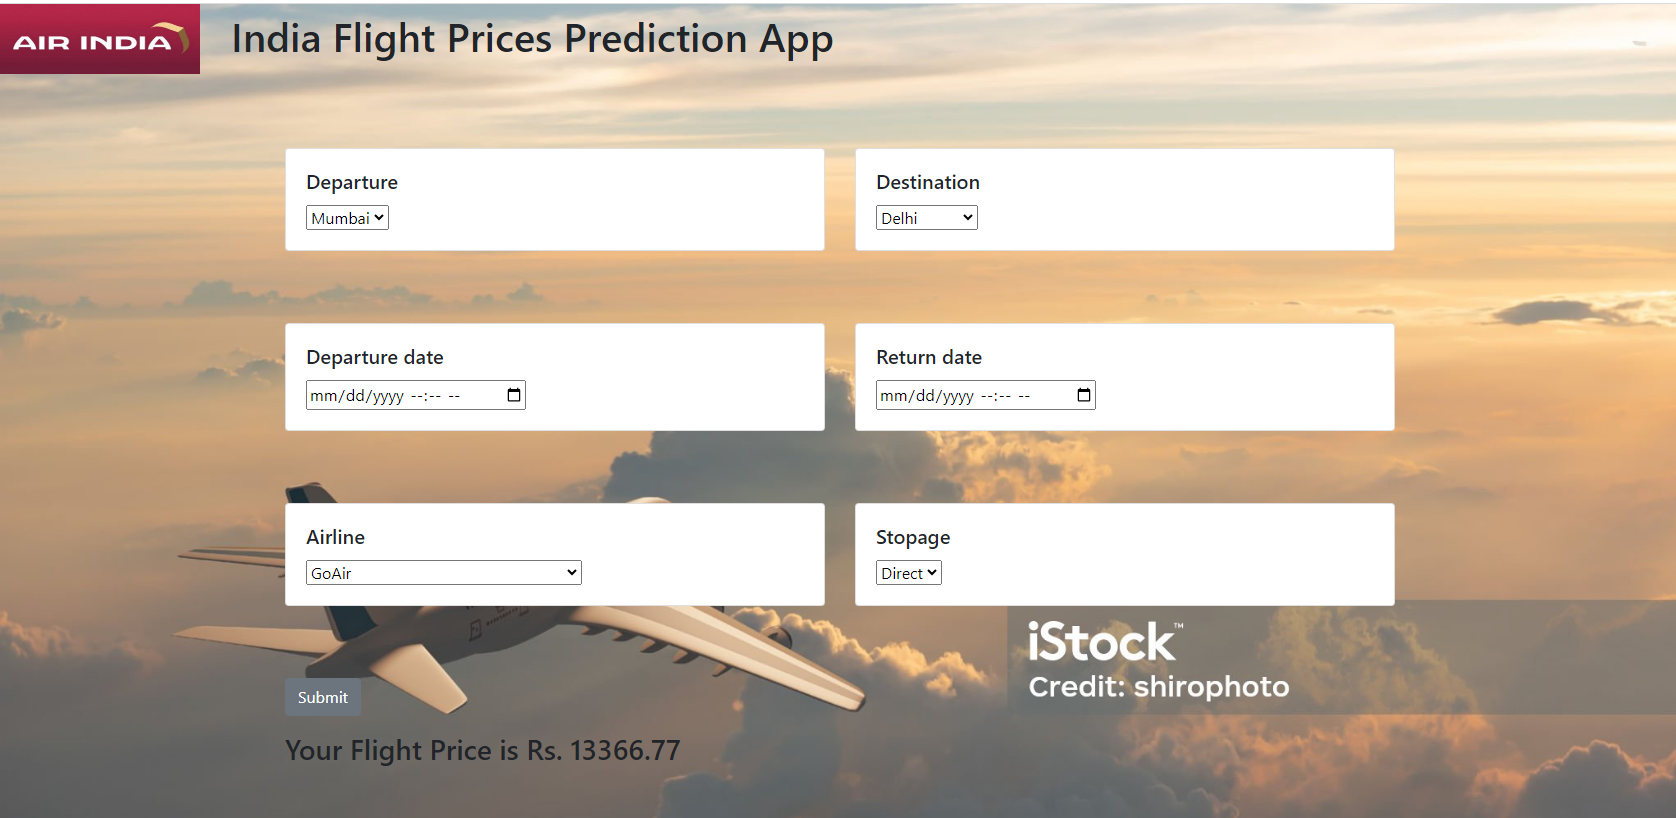 AIR INDIA
India Flight Prices Prediction App
Departure
Mumbai
Destination
Delhi
Departure date
mm/dd/yyyy --:-- --
Return date
mm/dd/yyyy --:-- --
Airline
GoAir
Stopage
Direct
iStock™
Credit: shirophoto
Submit
Your Flight Price is Rs. 13366.77